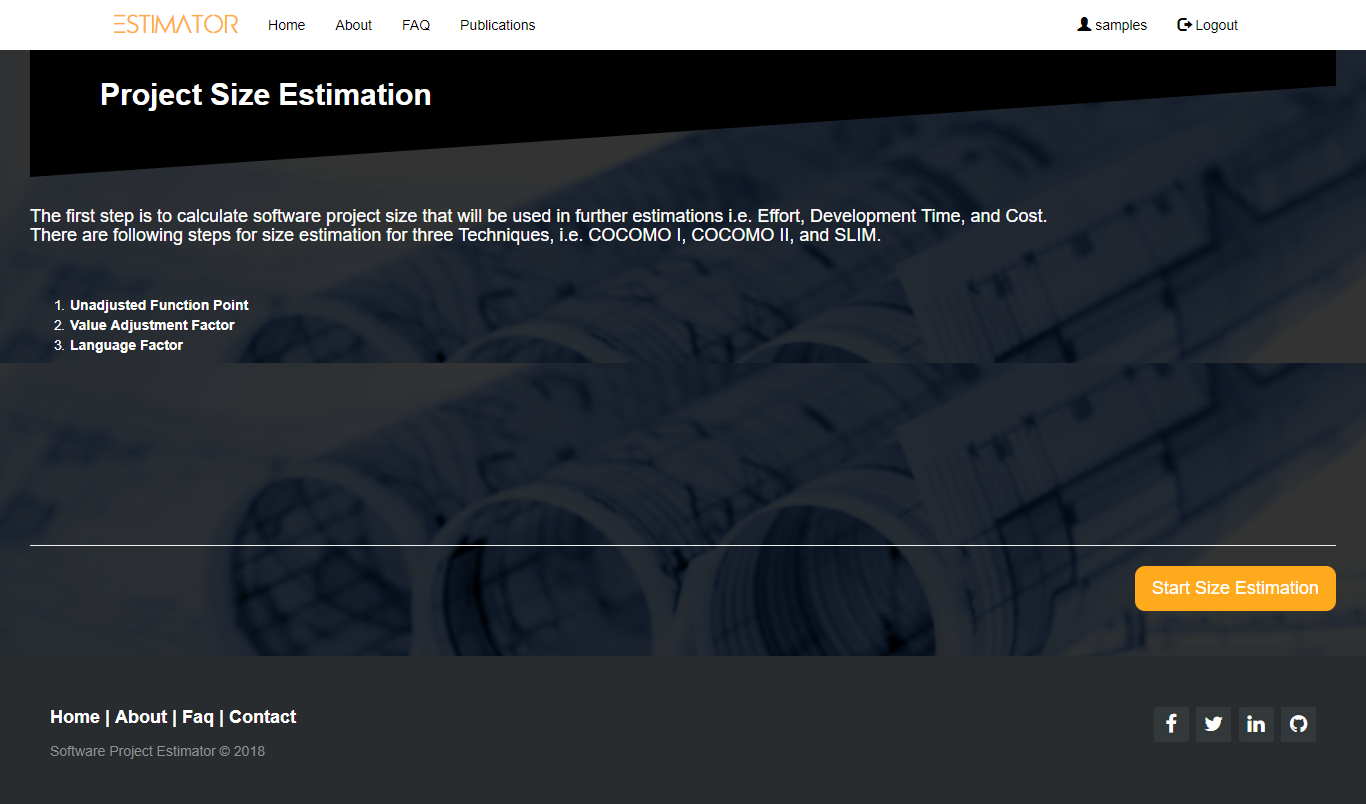 ESTIMATOR Home About FAQ Publications samples Logout
Project Size Estimation
The first step is to calculate software project size that will be used in further estimations i.e. Effort, Development Time, and Cost.
There are following steps for size estimation for three Techniques, i.e. COCOMO I, COCOMO II, and SLIM.
1. Unadjusted Function Point
2. Value Adjustment Factor
3. Language Factor
Start Size Estimation
Home | About | Faq | Contact
Software Project Estimator © 2018